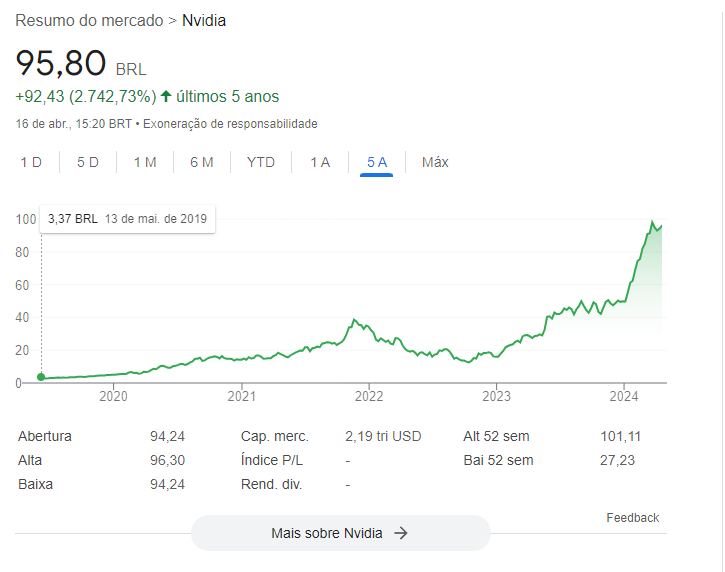 Resumo do mercado > Nvidia
95,80 BRL
+92,43 (2.742,73%) ↑ últimos 5 anos
16 de abr., 15:20 BRT • Exoneração de responsabilidade
1 D 5 D 1 M 6 M YTD 1 A 5 A Máx
3,37 BRL 13 de mai. de 2019
100
80
60
40
20
0
2020 2021 2022 2023 2024
Abertura 94,24 Cap. merc. 2,19 tri USD Alt 52 sem 101,11
Alta 96,30 Índice P/L - Bai 52 sem 27,23
Baixa 94,24 Rend. div. -
Feedback
Mais sobre Nvidia →